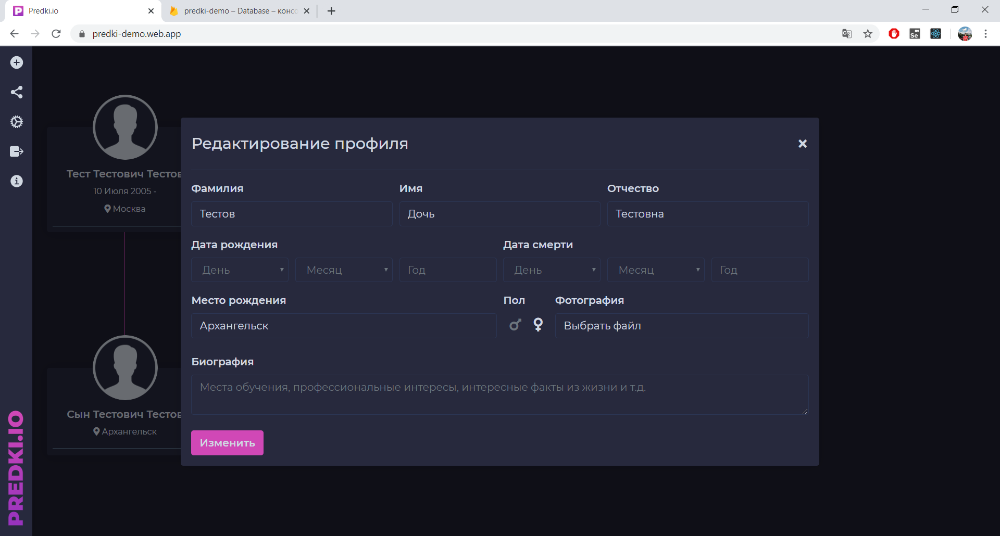 Predki.io
predki-demo – Database – консо
predki-demo.web.app
Тест Тестович Тестов
10 Июля 2005 -
Москва
Редактирование профиля
Фамилия Имя Отчество
Тестов Дочь Тестовна
Дата рождения Дата смерти
День Месяц Год День Месяц Год
Место рождения Пол Фотография
Архангельск Выбрать файл
Биография
Места обучения, профессиональные интересы, интересные факты из жизни и т.д.
Изменить
Сын Тестович Тестов
Архангельск
PREDKI.IO